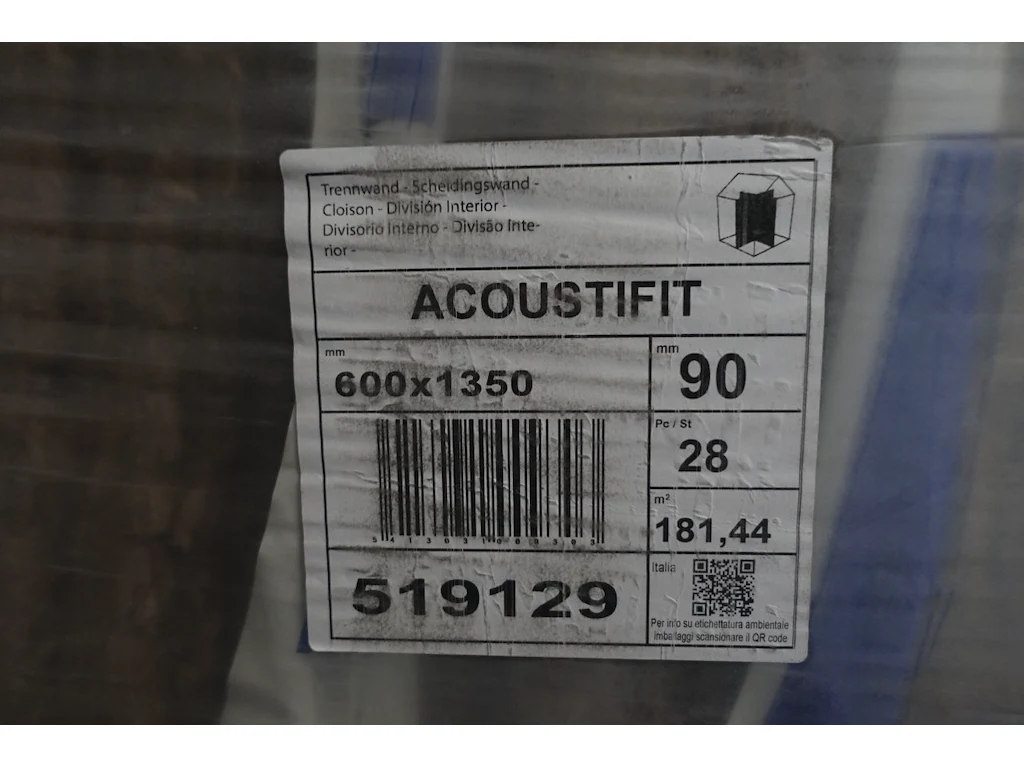 Trennwand - Scheidingswand -
Cloison - División Interior -
Divisorio Interno - Divisão Inte-
rior -
ACOUSTIFIT
mm
600x1350
mm
90
Pc / St
28
m²
181,44
519129
Italia
Per info su etichettatura ambientale
imballaggi scansionare il QR code